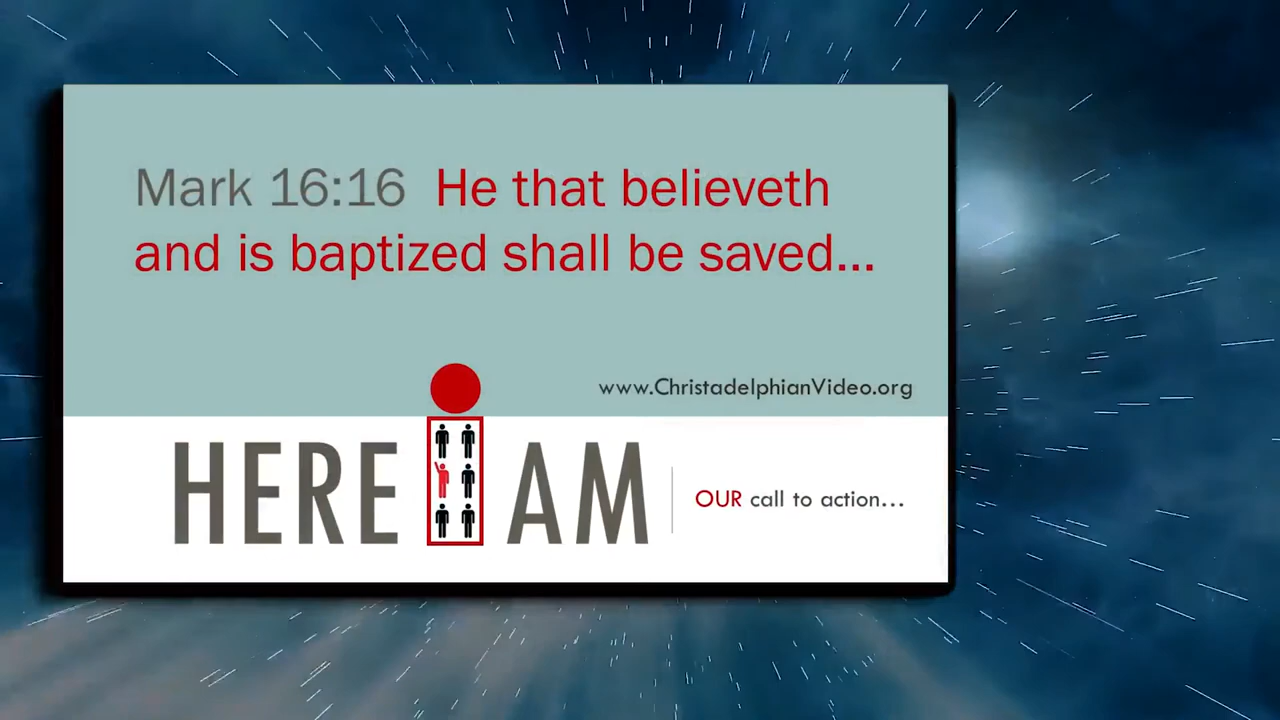 Mark 16:16 He that believeth
and is baptized shall be saved...
www.ChristadelphianVideo.org
HERE I AM
OUR call to action...